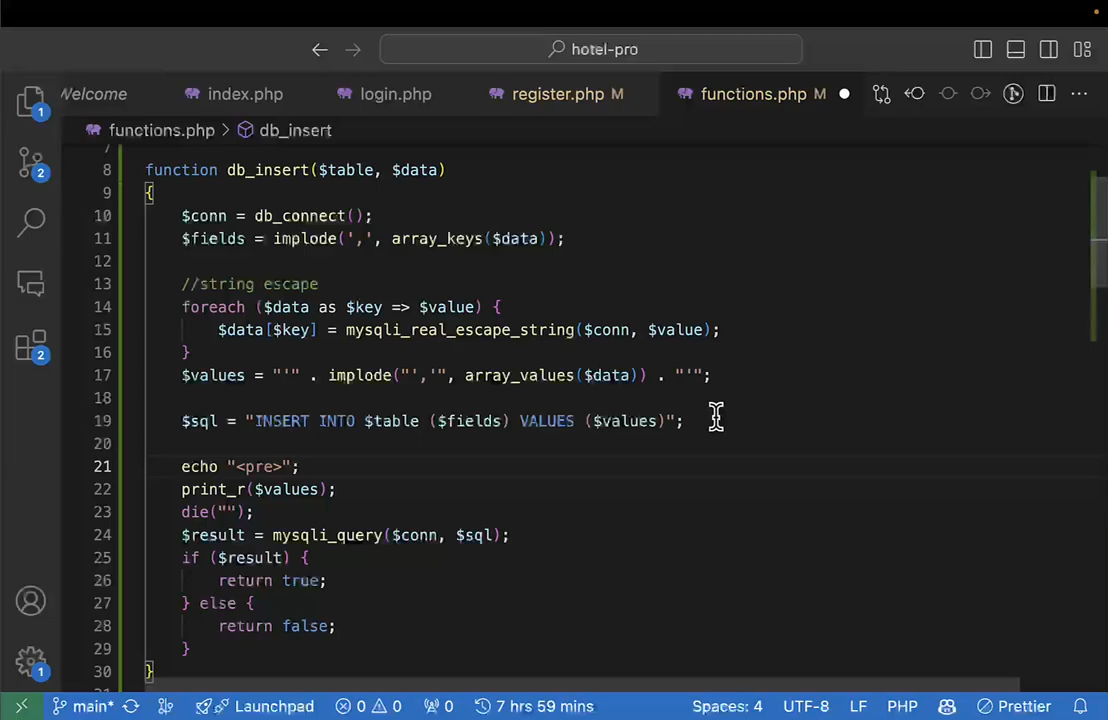 hotel-pro
Welcome
index.php
login.php
register.php M
functions.php M
functions.php > db_insert
7
8 function db_insert($table, $data)
9 {
10 $conn = db_connect();
11 $fields = implode(',', array_keys($data));
12
13 //string escape
14 foreach ($data as $key => $value) {
15 $data[$key] = mysqli_real_escape_string($conn, $value);
16 }
17 $values = "'" . implode("','", array_values($data)) . "'";
18
19 $sql = "INSERT INTO $table ($fields) VALUES ($values)";
20
21 echo "<pre>";
22 print_r($values);
23 die("");
24 $result = mysqli_query($conn, $sql);
25 if ($result) {
26 return true;
27 } else {
28 return false;
29 }
30 }
1
2
2
1
main* Launchpad 0 0 0 7 hrs 59 mins Spaces: 4 UTF-8 LF PHP Prettier